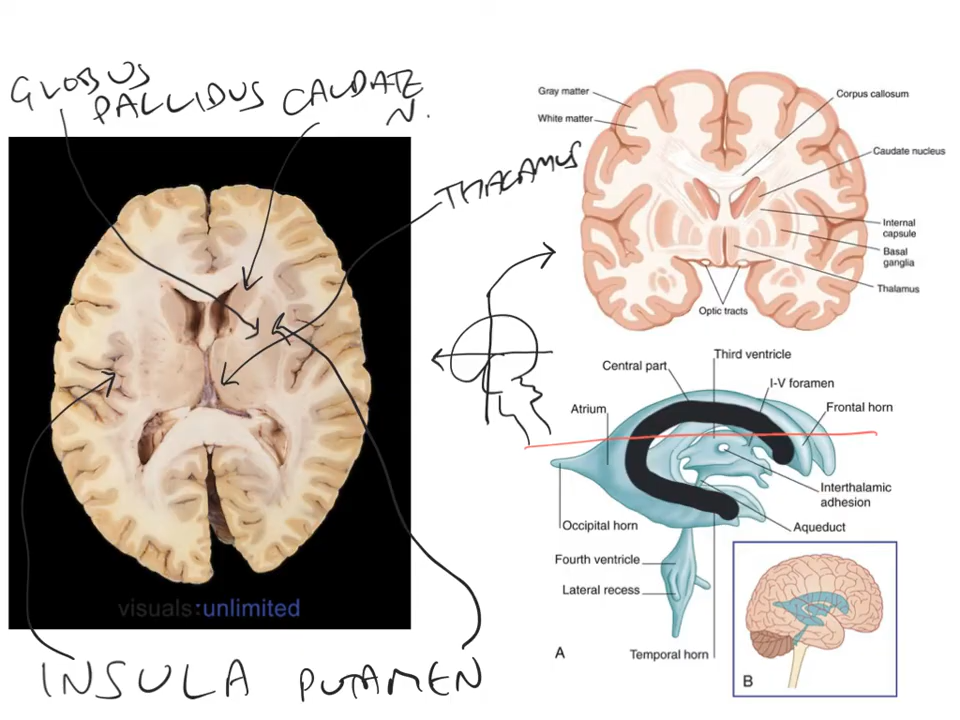 GLOBUS
PALLIDUS
CAUDATE
N.
THALAMUS
INSULA
PUTAMEN
visuals:unlimited
Gray matter
White matter
Corpus callosum
Caudate nucleus
Internal
capsule
Basal
ganglia
Thalamus
Optic tracts
Third ventricle
Central part
I-V foramen
Atrium
Frontal horn
Interthalamic
adhesion
Occipital horn
Aqueduct
Fourth ventricle
Lateral recess
Temporal horn
A
B